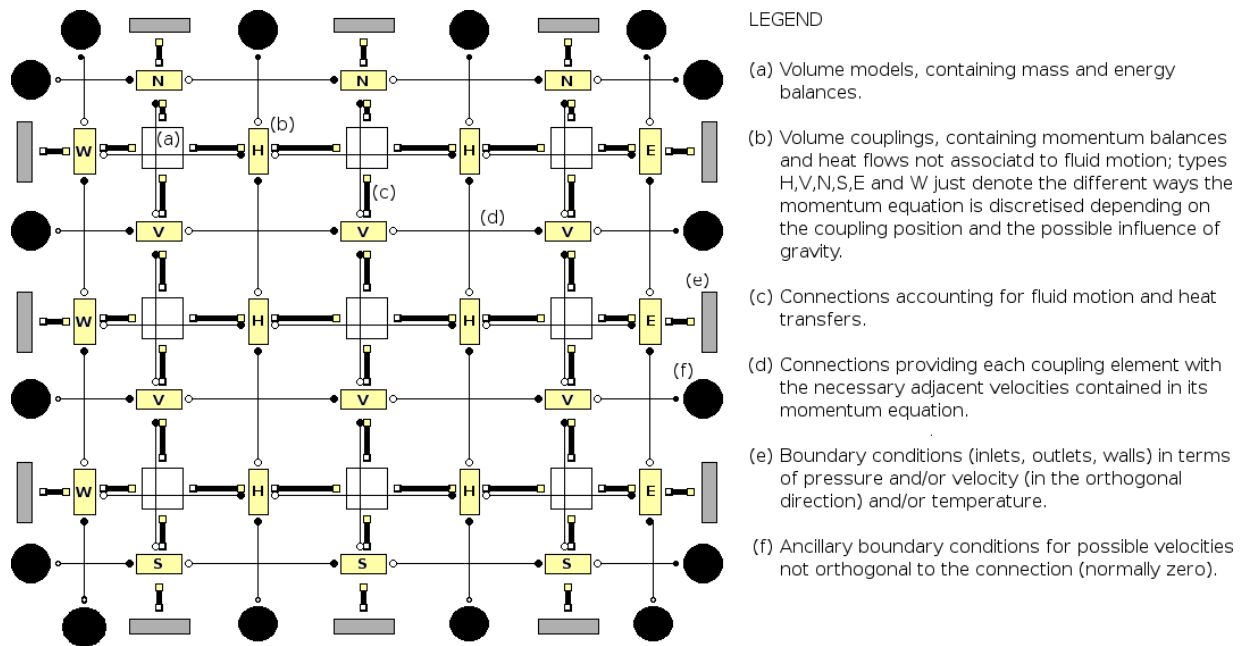 LEGEND
(a) Volume models, containing mass and energy
balances.
(b) Volume couplings, containing momentum balances
and heat flows not associatd to fluid motion; types
H,V,N,S,E and W just denote the different ways the
momentum equation is discretised depending on
the coupling position and the possible influence of
gravity.
(c) Connections accounting for fluid motion and heat
transfers.
(d) Connections providing each coupling element with
the necessary adjacent velocities contained in its
momentum equation.
(e) Boundary conditions (inlets, outlets, walls) in terms
of pressure and/or velocity (in the orthogonal
direction) and/or temperature.
(f) Ancillary boundary conditions for possible velocities
not orthogonal to the connection (normally zero).
N N N
(b)
W (a) H H E
(c)
(d)
V V V
(e)
W H H E
(f)
V V V
W H H E
S S S